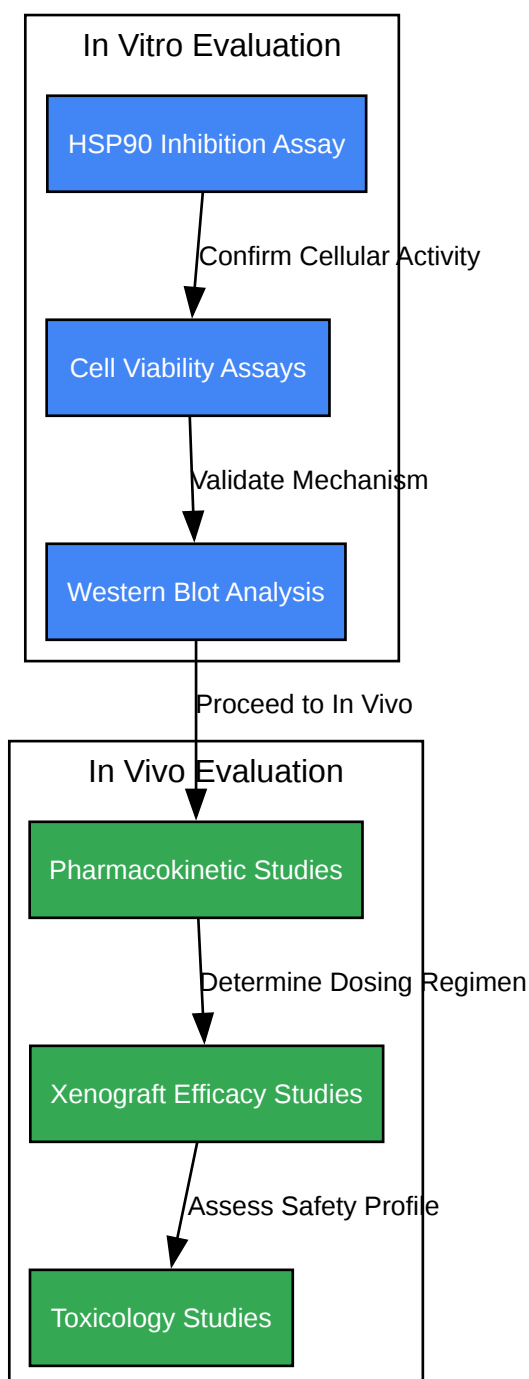 In Vitro Evaluation
HSP90 Inhibition Assay
Confirm Cellular Activity
Cell Viability Assays
Validate Mechanism
Western Blot Analysis
Proceed to In Vivo
In Vivo Evaluation
Pharmacokinetic Studies
Determine Dosing Regimen
Xenograft Efficacy Studies
Assess Safety Profile
Toxicology Studies